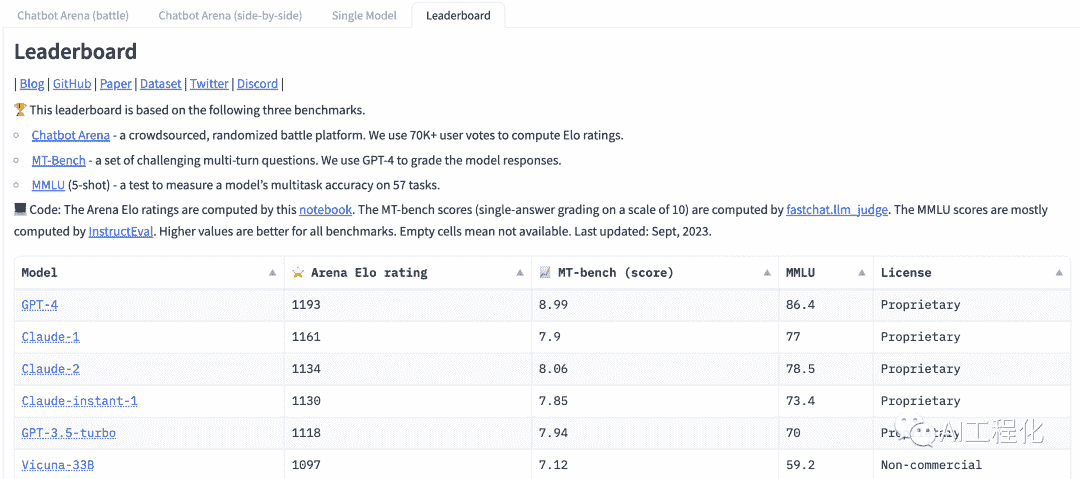 Chatbot Arena (battle) Chatbot Arena (side-by-side) Single Model Leaderboard
Leaderboard
| Blog | GitHub | Paper | Dataset | Twitter | Discord |
🏆 This leaderboard is based on the following three benchmarks.
Chatbot Arena - a crowdsourced, randomized battle platform. We use 70K+ user votes to compute Elo ratings.
MT-Bench - a set of challenging multi-turn questions. We use GPT-4 to grade the model responses.
MMLU (5-shot) - a test to measure a model's multitask accuracy on 57 tasks.
💻 Code: The Arena Elo ratings are computed by this notebook. The MT-bench scores (single-answer grading on a scale of 10) are computed by fastchat.llm_judge. The MMLU scores are mostly
computed by InstructEval. Higher values are better for all benchmarks. Empty cells mean not available. Last updated: Sept, 2023.
Model ⭐ Arena Elo rating 📈 MT-bench (score) MMLU License
GPT-4 1193 8.99 86.4 Proprietary
Claude-1 1161 7.9 77 Proprietary
Claude-2 1134 8.06 78.5 Proprietary
Claude-instant-1 1130 7.85 73.4 Proprietary
GPT-3.5-turbo 1118 7.94 70 Proprietary
AI工程化
Vicuna-33B 1097 7.12 59.2 Non-commercial